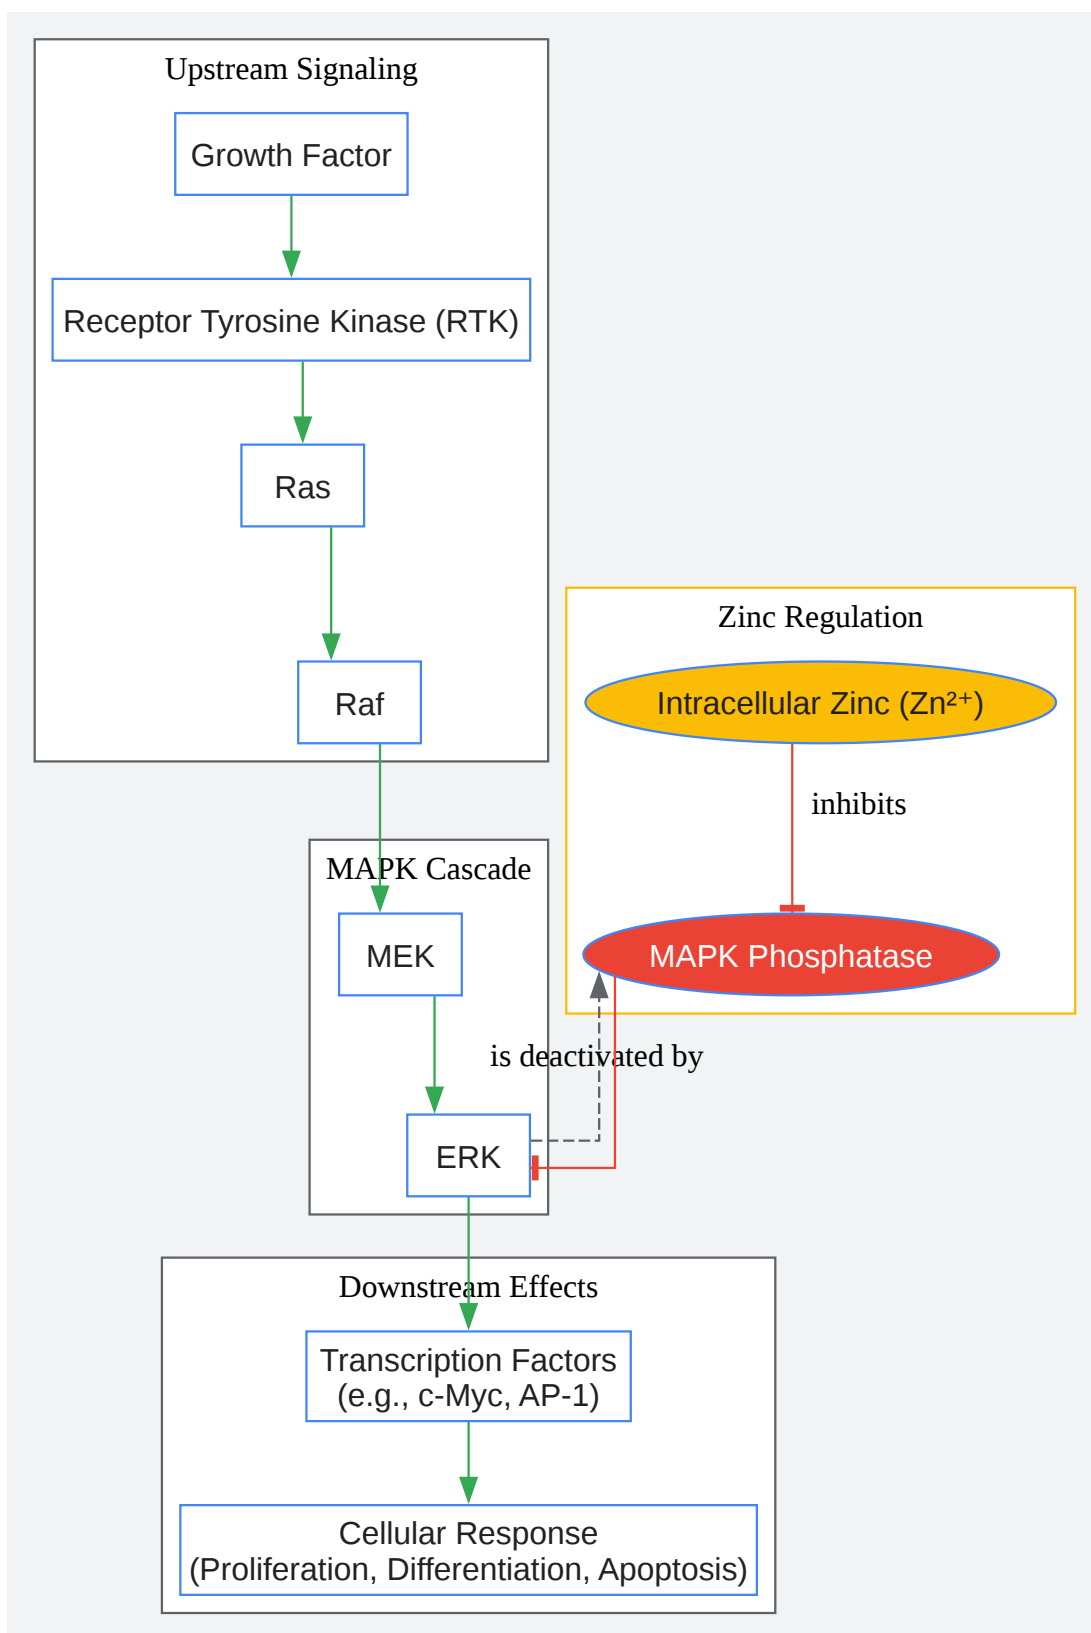 Upstream Signaling
Growth Factor
Receptor Tyrosine Kinase (RTK)
Ras
Raf
Zinc Regulation
Intracellular Zinc (Zn²⁺)
inhibits
MAPK Phosphatase
MAPK Cascade
MEK
is deactivated by
ERK
Downstream Effects
Transcription Factors
(e.g., c-Myc, AP-1)
Cellular Response
(Proliferation, Differentiation, Apoptosis)